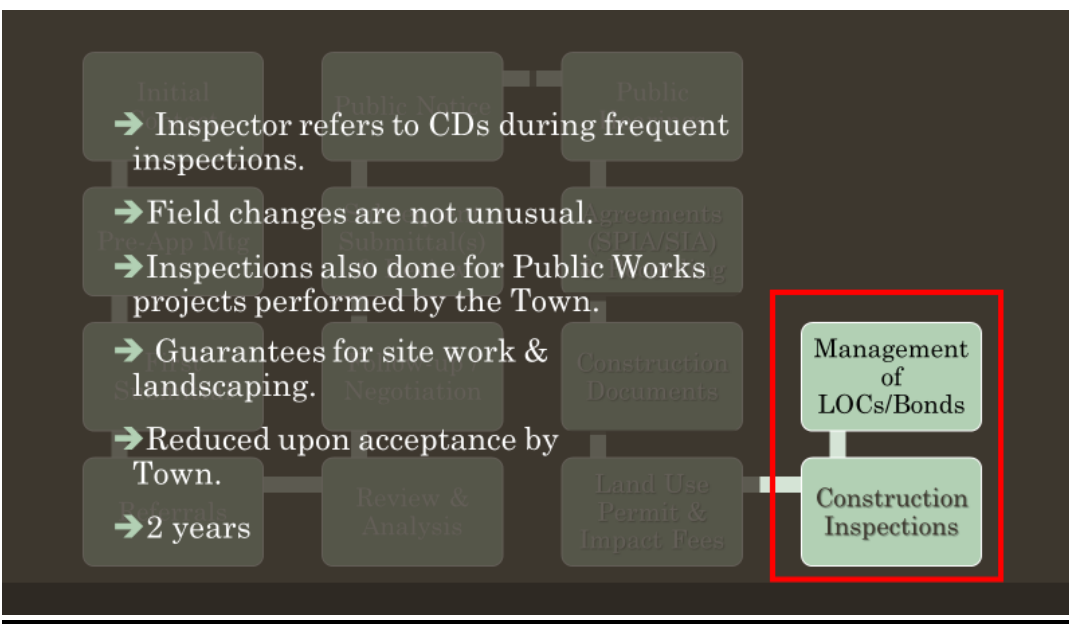 ➔ Inspector refers to CDs during frequent
inspections.
➔Field changes are not unusual.
➔Inspections also done for Public Works
projects performed by the Town.
➔ Guarantees for site work &
landscaping.
➔Reduced upon acceptance by
Town.
➔2 years
Initial
Pre-App Mtg
Referrals
Review &
Analysis
Negotiation
Submittal(s)
Public Notice
Public
Agreements
(SPIA/SIA)
Construction
Documents
Land Use
Permit &
Impact Fees
Construction
Inspections
Management
of
LOCs/Bonds